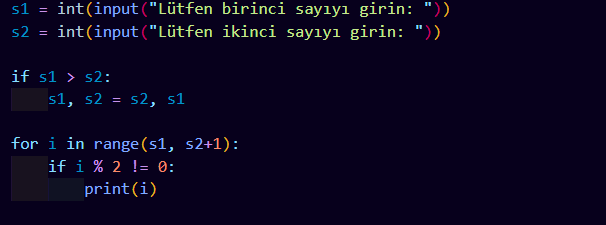 s1 = int(input("Lütfen birinci sayıyı girin: "))
s2 = int(input("Lütfen ikinci sayıyı girin: "))
if s1 > s2:
    s1, s2 = s2, s1
for i in range(s1, s2+1):
    if i % 2 != 0:
        print(i)